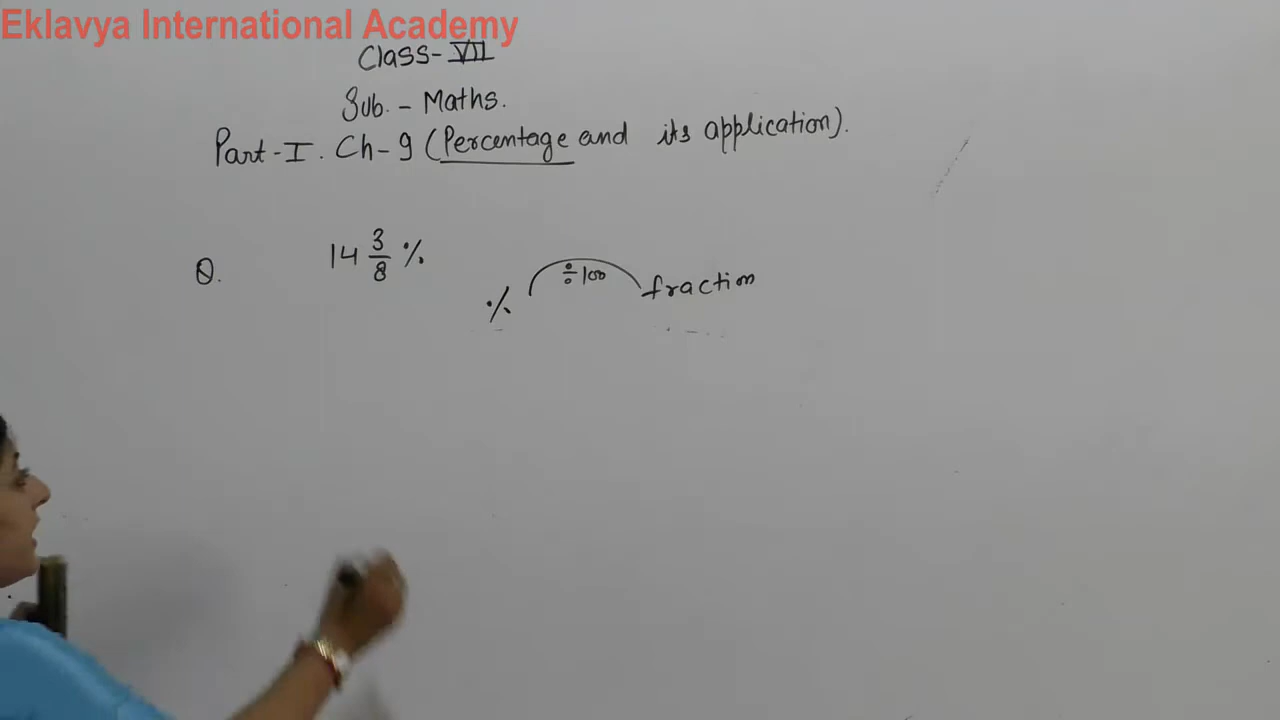 Eklavya International Academy
Class-VII
Sub. - Maths.
Part-I. Ch-9 (Percentage and its application).
Q. 14 3/8 %
% ÷100 fraction